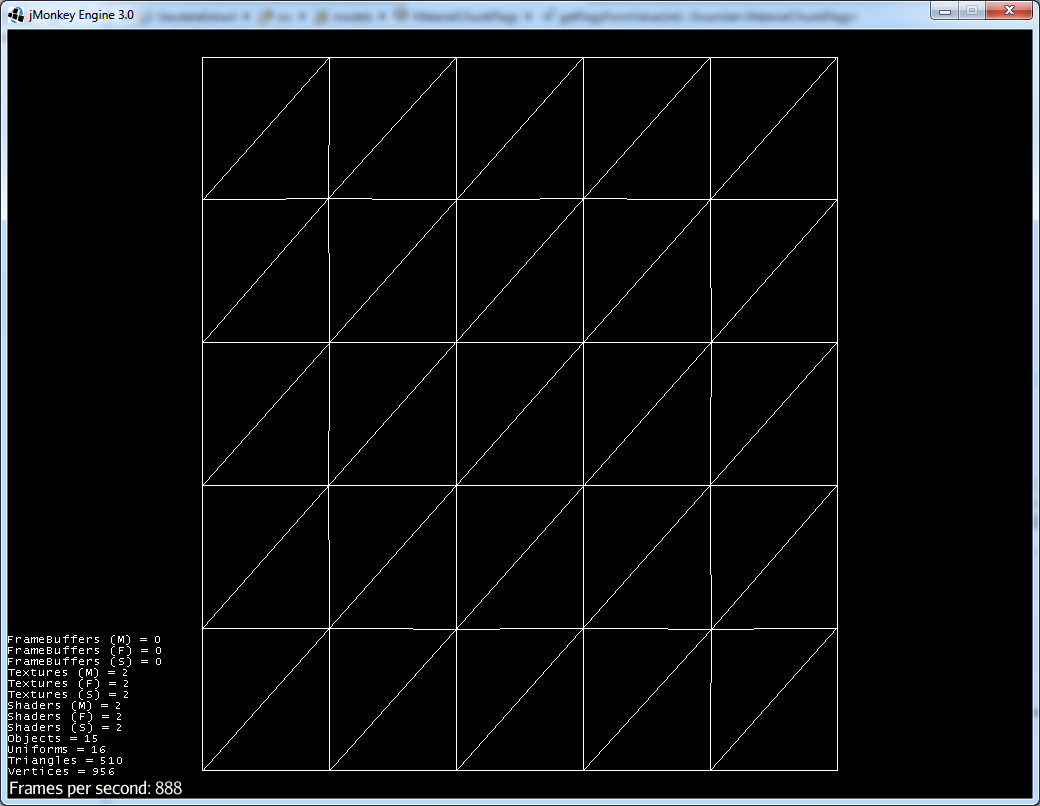 jMonkey Engine 3.0
FrameBuffers (M) = 0
FrameBuffers (F) = 0
FrameBuffers (S) = 0
Textures (M) = 2
Textures (F) = 2
Textures (S) = 2
Shaders (M) = 2
Shaders (F) = 2
Shaders (S) = 2
Objects = 15
Uniforms = 16
Triangles = 510
Vertices = 956
Frames per second: 888